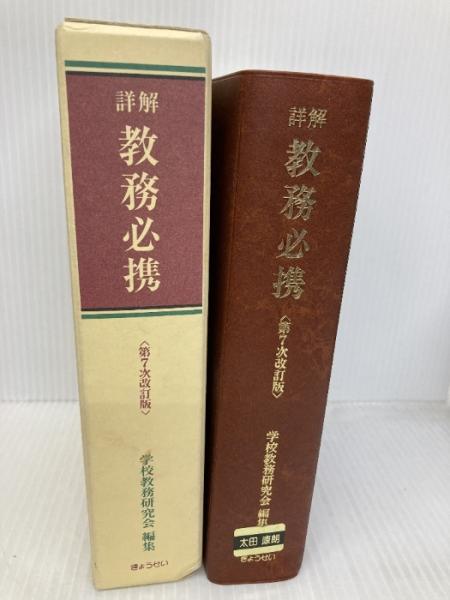 詳解
教務必携
〈第7次改訂版〉
学校教務研究会 編集
ぎょうせい
詳解
教務必携
〈第7次改訂版〉
学校教務研究会 編集
太田 康朗
ぎょうせい